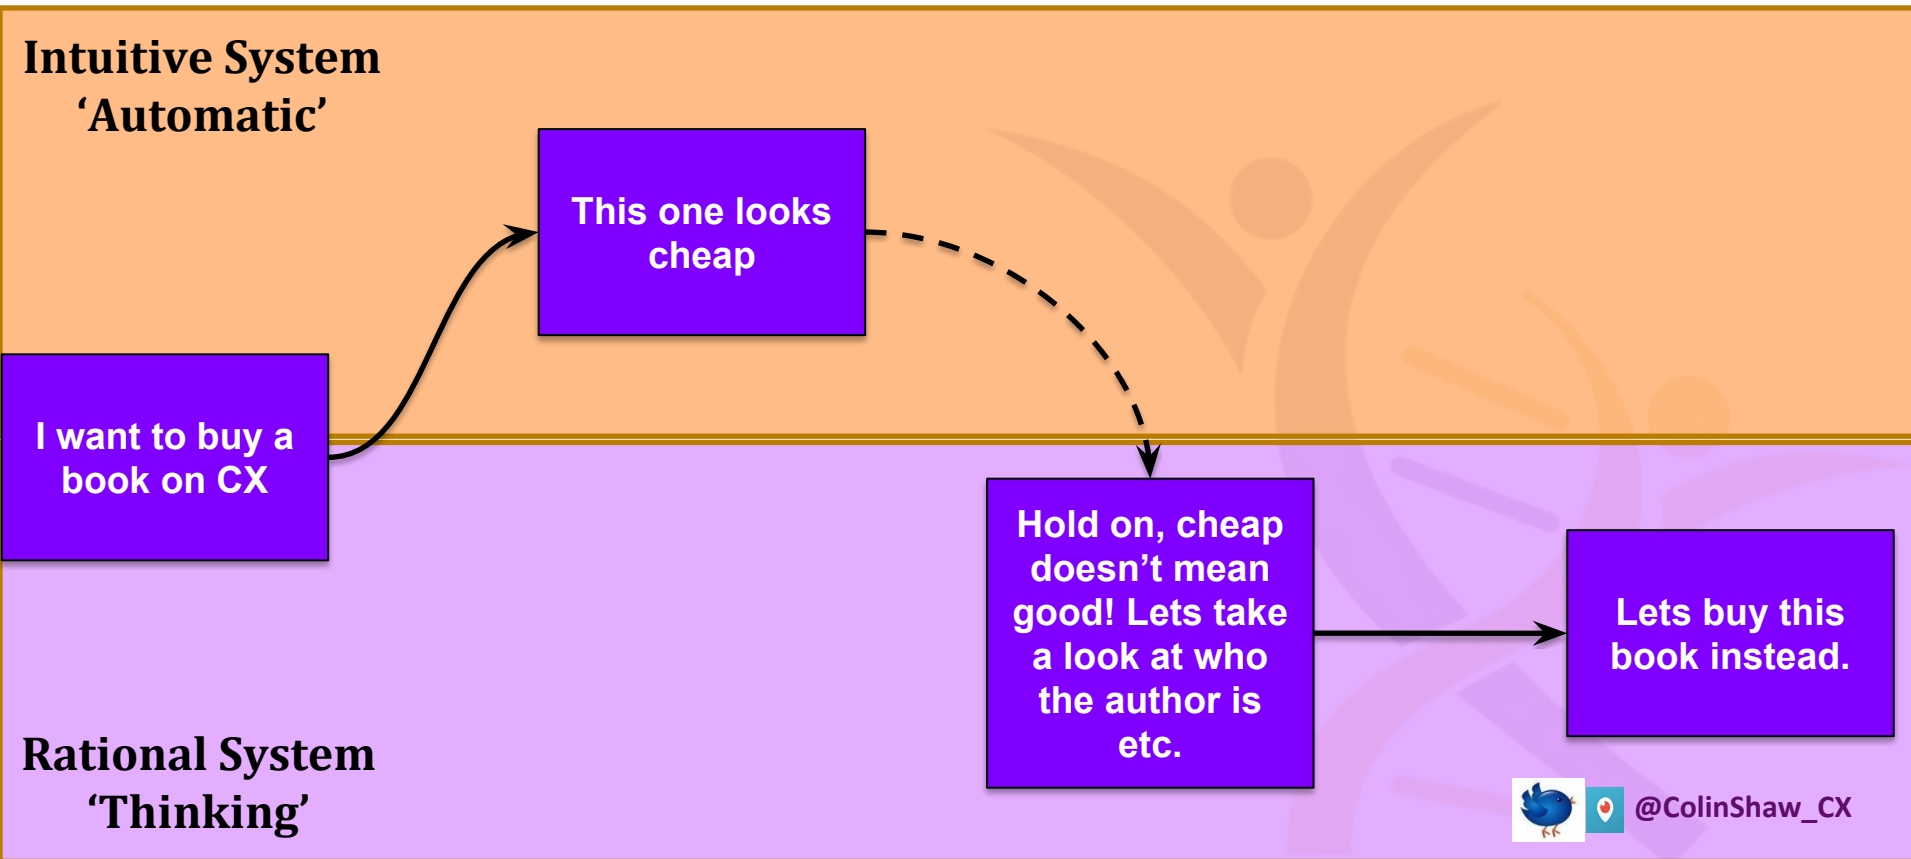 Intuitive System
‘Automatic’
This one looks
cheap
I want to buy a
book on CX
Hold on, cheap
doesn’t mean
good! Lets take
a look at who
the author is
etc.
Lets buy this
book instead.
Rational System
‘Thinking’
@ColinShaw_CX